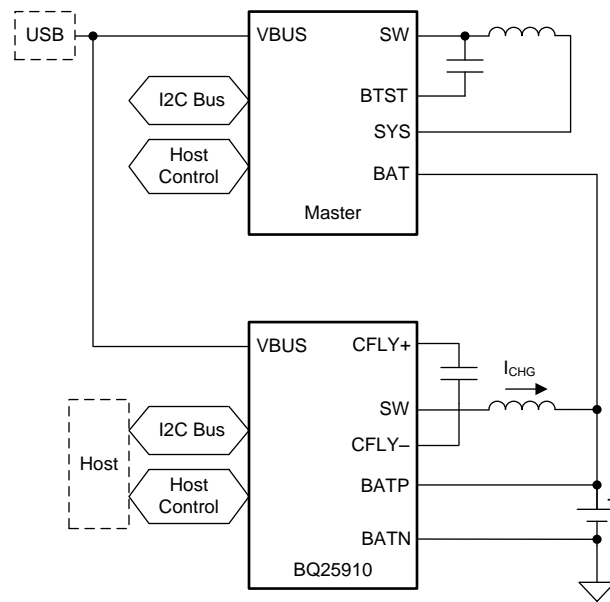 USB
VBUS
SW
I2C Bus
BTST
SYS
Host
Control
BAT
Master
VBUS
CFLY+
ICHG
SW
I2C Bus
Host
CFLY–
Host
Control
BATP
BATN
BQ25910
+